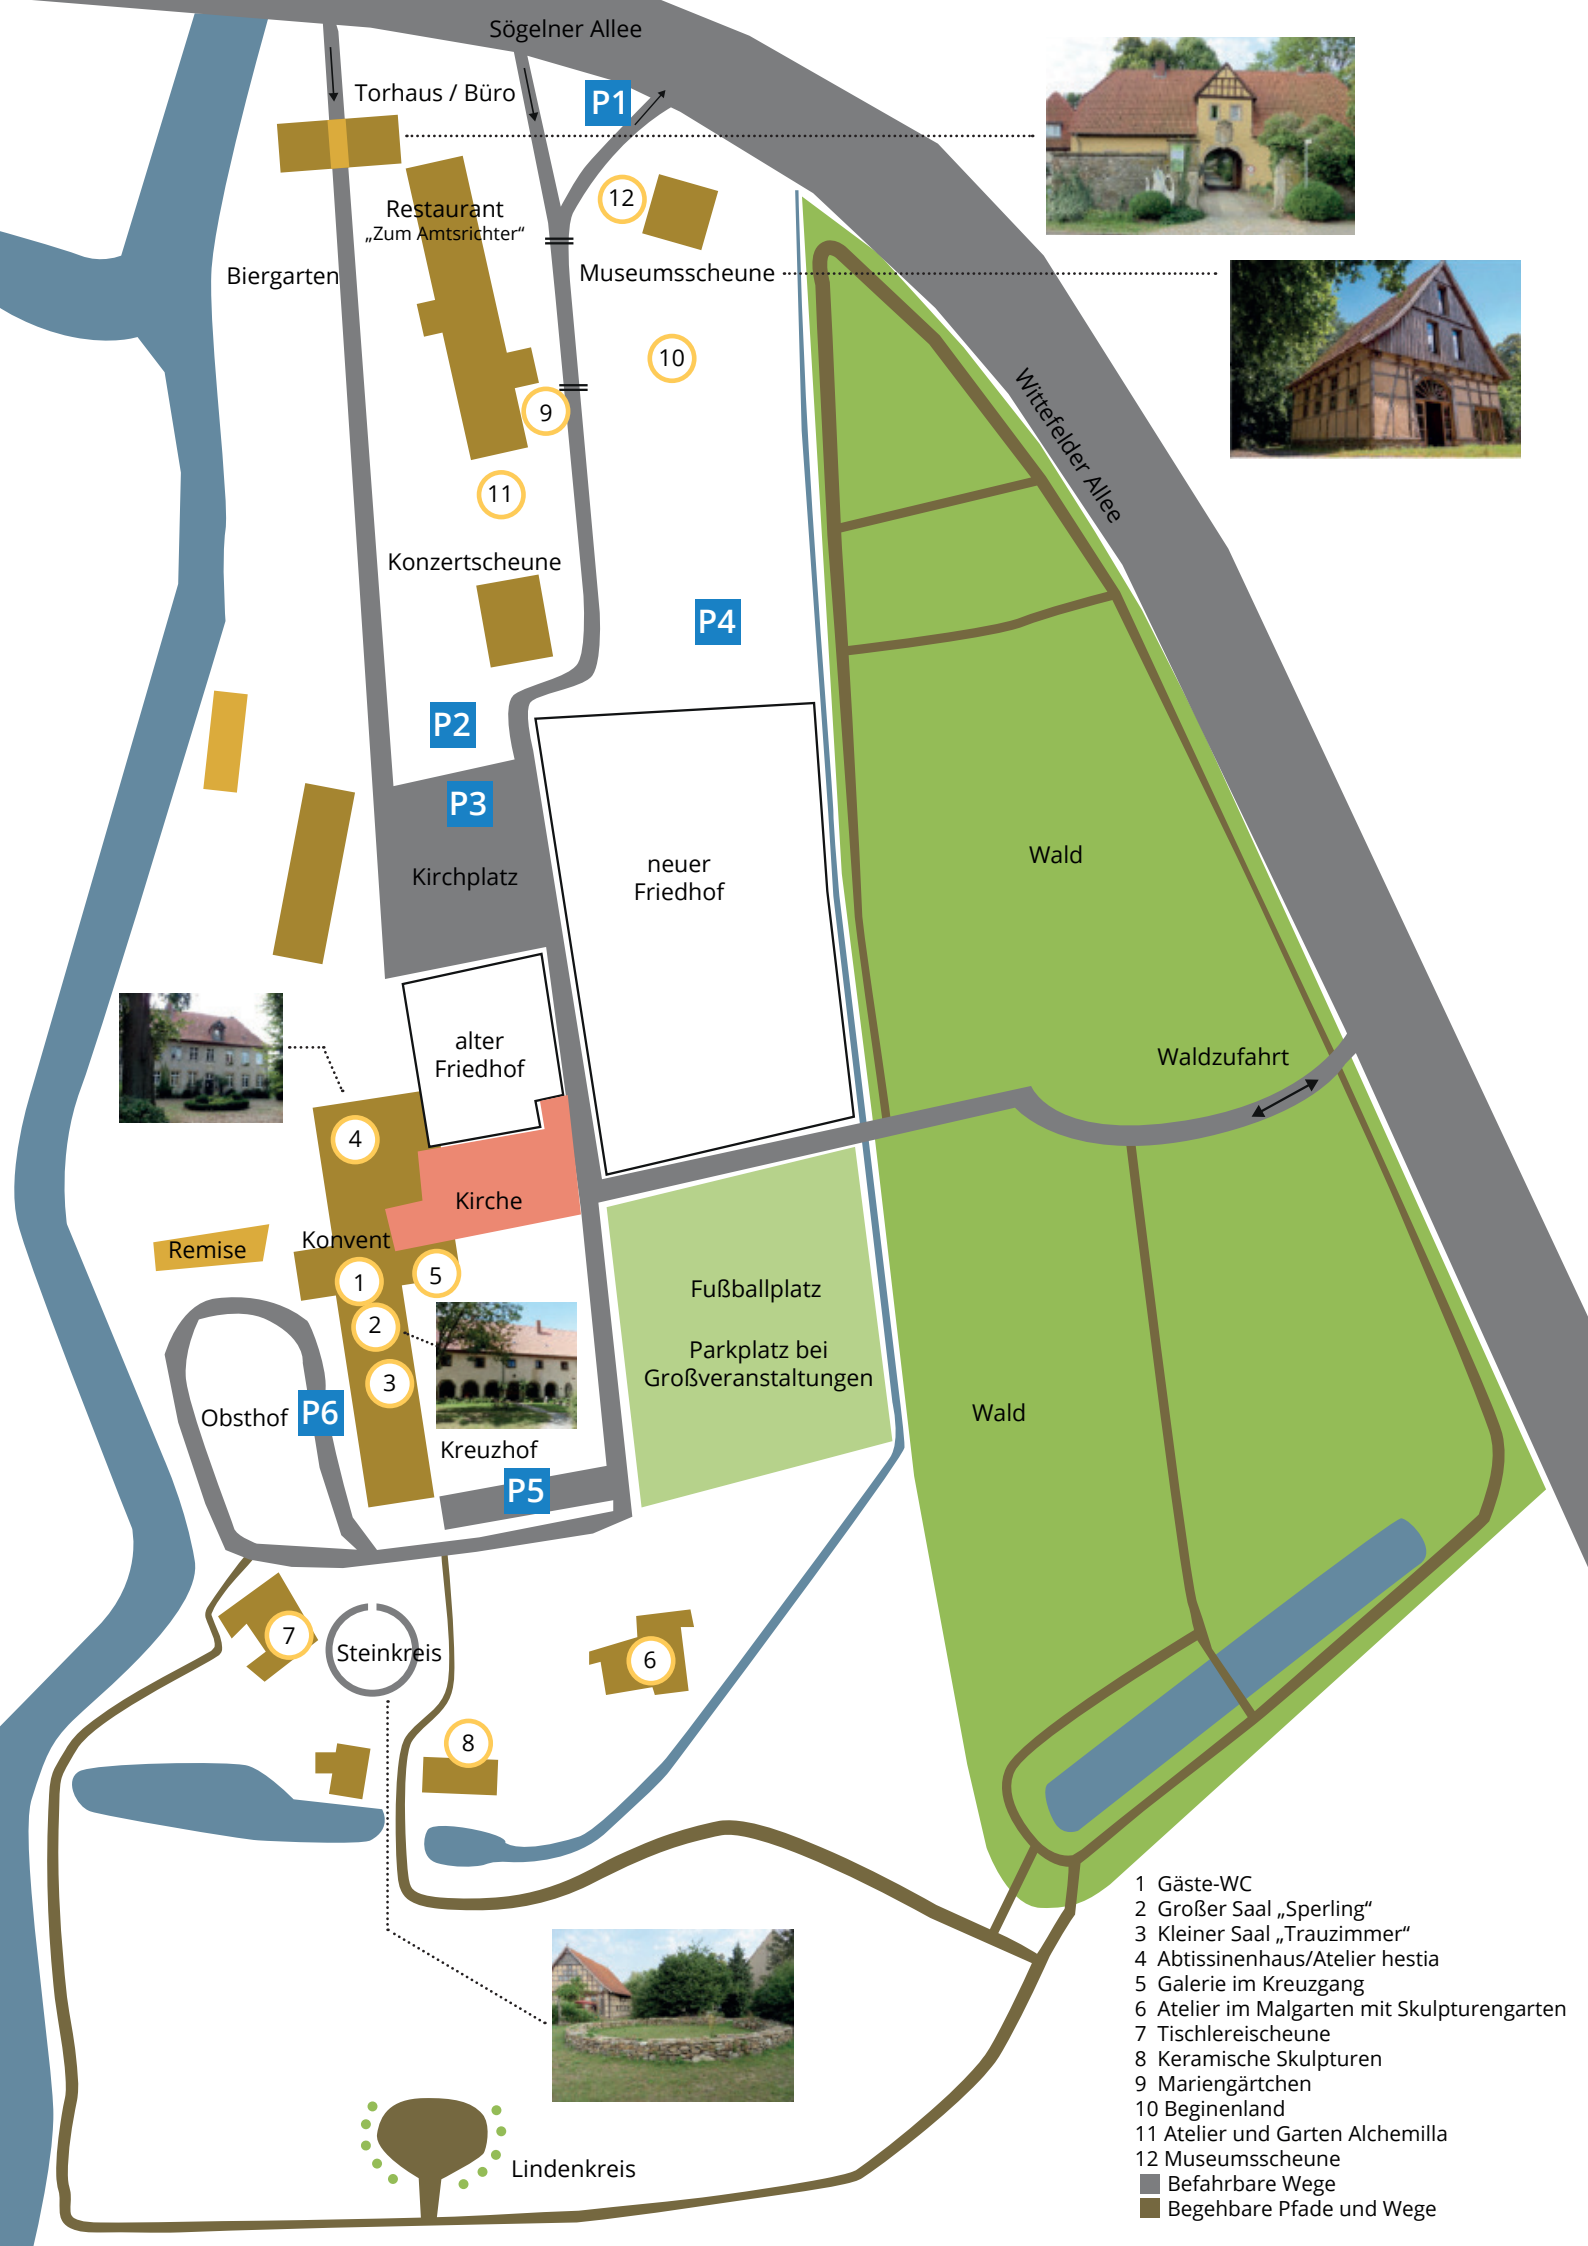 Sögelner Allee
Torhaus / Büro
P1
12
Restaurant
„Zum Amtsrichter“
Biergarten
Museumsscheune
10
Wittefelder Allee
9
11
Konzertscheune
P4
P2
P3
Kirchplatz
neuer
Friedhof
Wald
alter
Friedhof
Waldzufahrt
4
Kirche
Konvent
Remise
1
5
2
3
Fußballplatz
Parkplatz bei
Großveranstaltungen
Obsthof
P6
Wald
Kreuzhof
P5
7
Steinkreis
6
8
Lindenkreis
1 Gäste-WC
2 Großer Saal „Sperling“
3 Kleiner Saal „Trauzimmer“
4 Abtissinenhaus/Atelier hestia
5 Galerie im Kreuzgang
6 Atelier im Malgarten mit Skulpturengarten
7 Tischlereischeune
8 Keramische Skulpturen
9 Mariengärtchen
10 Beginenland
11 Atelier und Garten Alchemilla
12 Museumsscheune
Befahrbare Wege
Begehbare Pfade und Wege